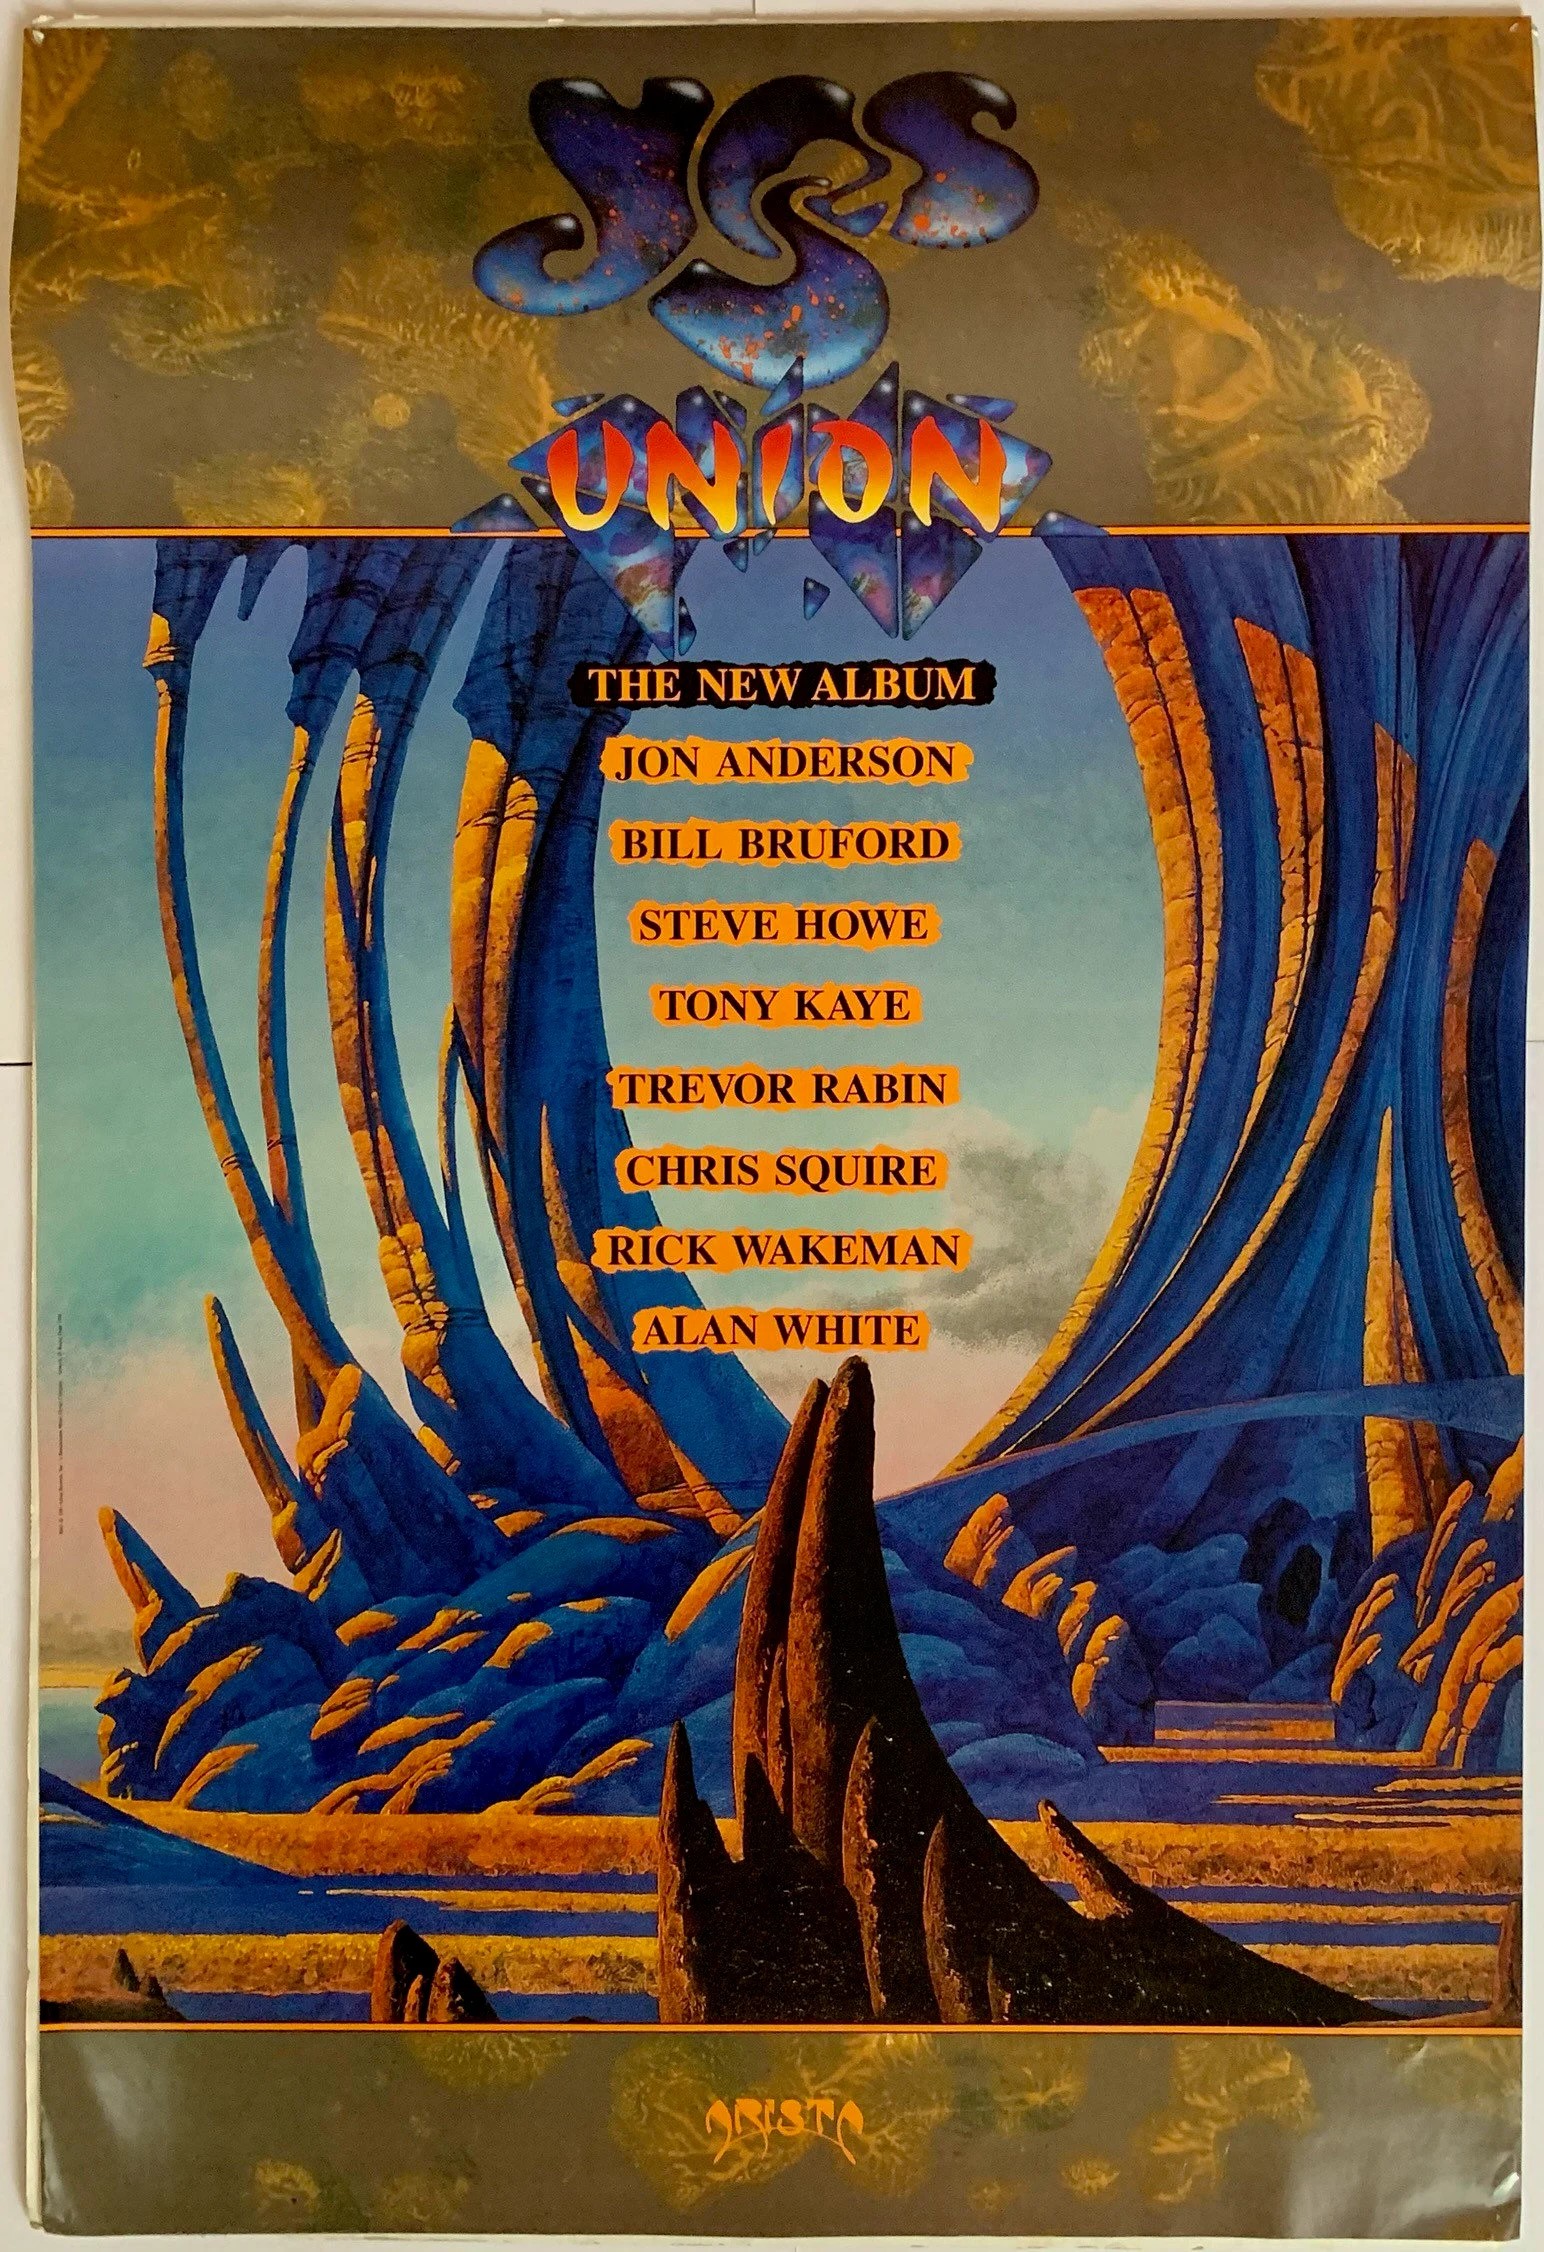 YES
UNION
THE NEW ALBUM
JON ANDERSON
BILL BRUFORD
STEVE HOWE
TONY KAYE
TREVOR RABIN
CHRIS SQUIRE
RICK WAKEMAN
ALAN WHITE
ARISTA